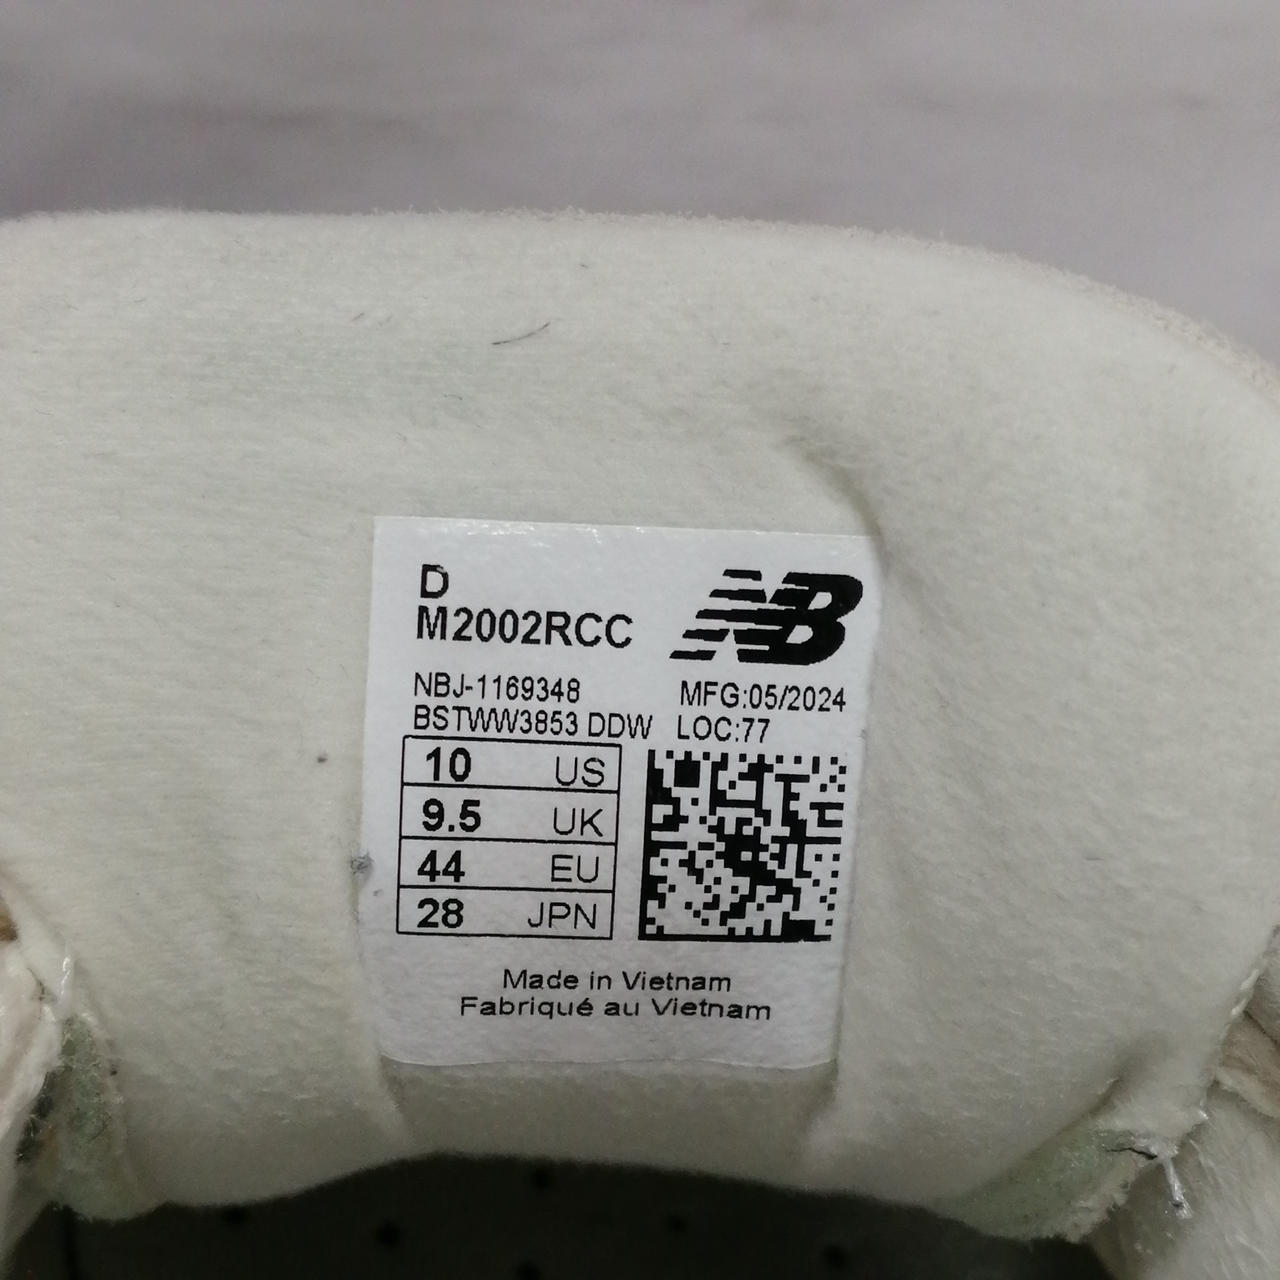 D
M2002RCC
NB
NBJ-1169348
MFG:05/2024
BSTWW3853 DDW
LOC:77
10 US
9.5 UK
44 EU
28 JPN
Made in Vietnam
Fabriqué au Vietnam